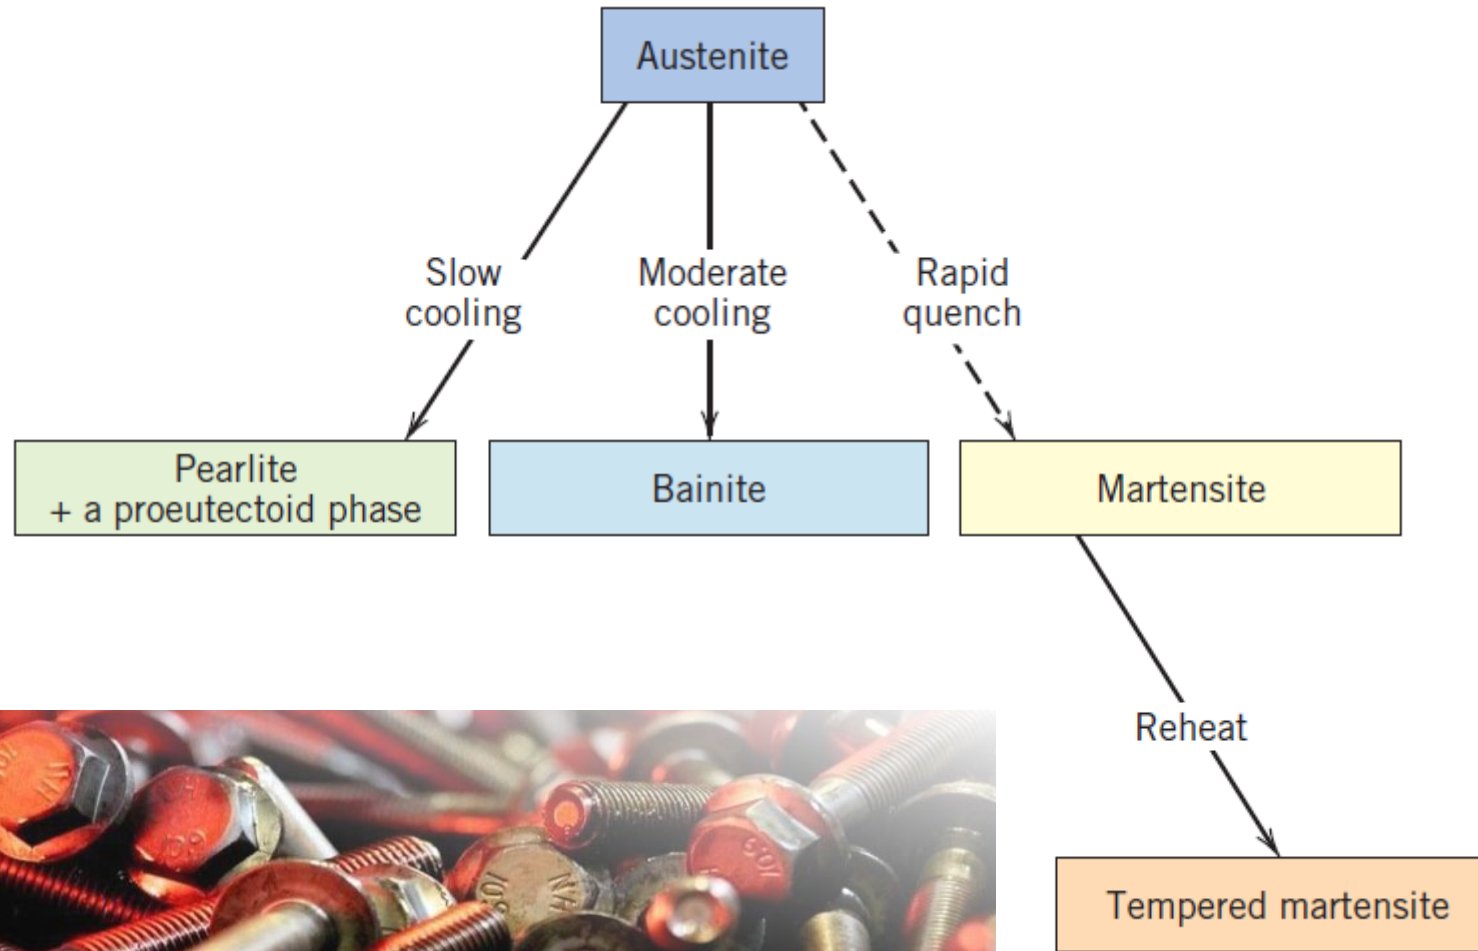 Austenite
Slow
cooling
Moderate
cooling
Rapid
quench
Pearlite
+ a proeutectoid phase
Bainite
Martensite
Reheat
Tempered martensite